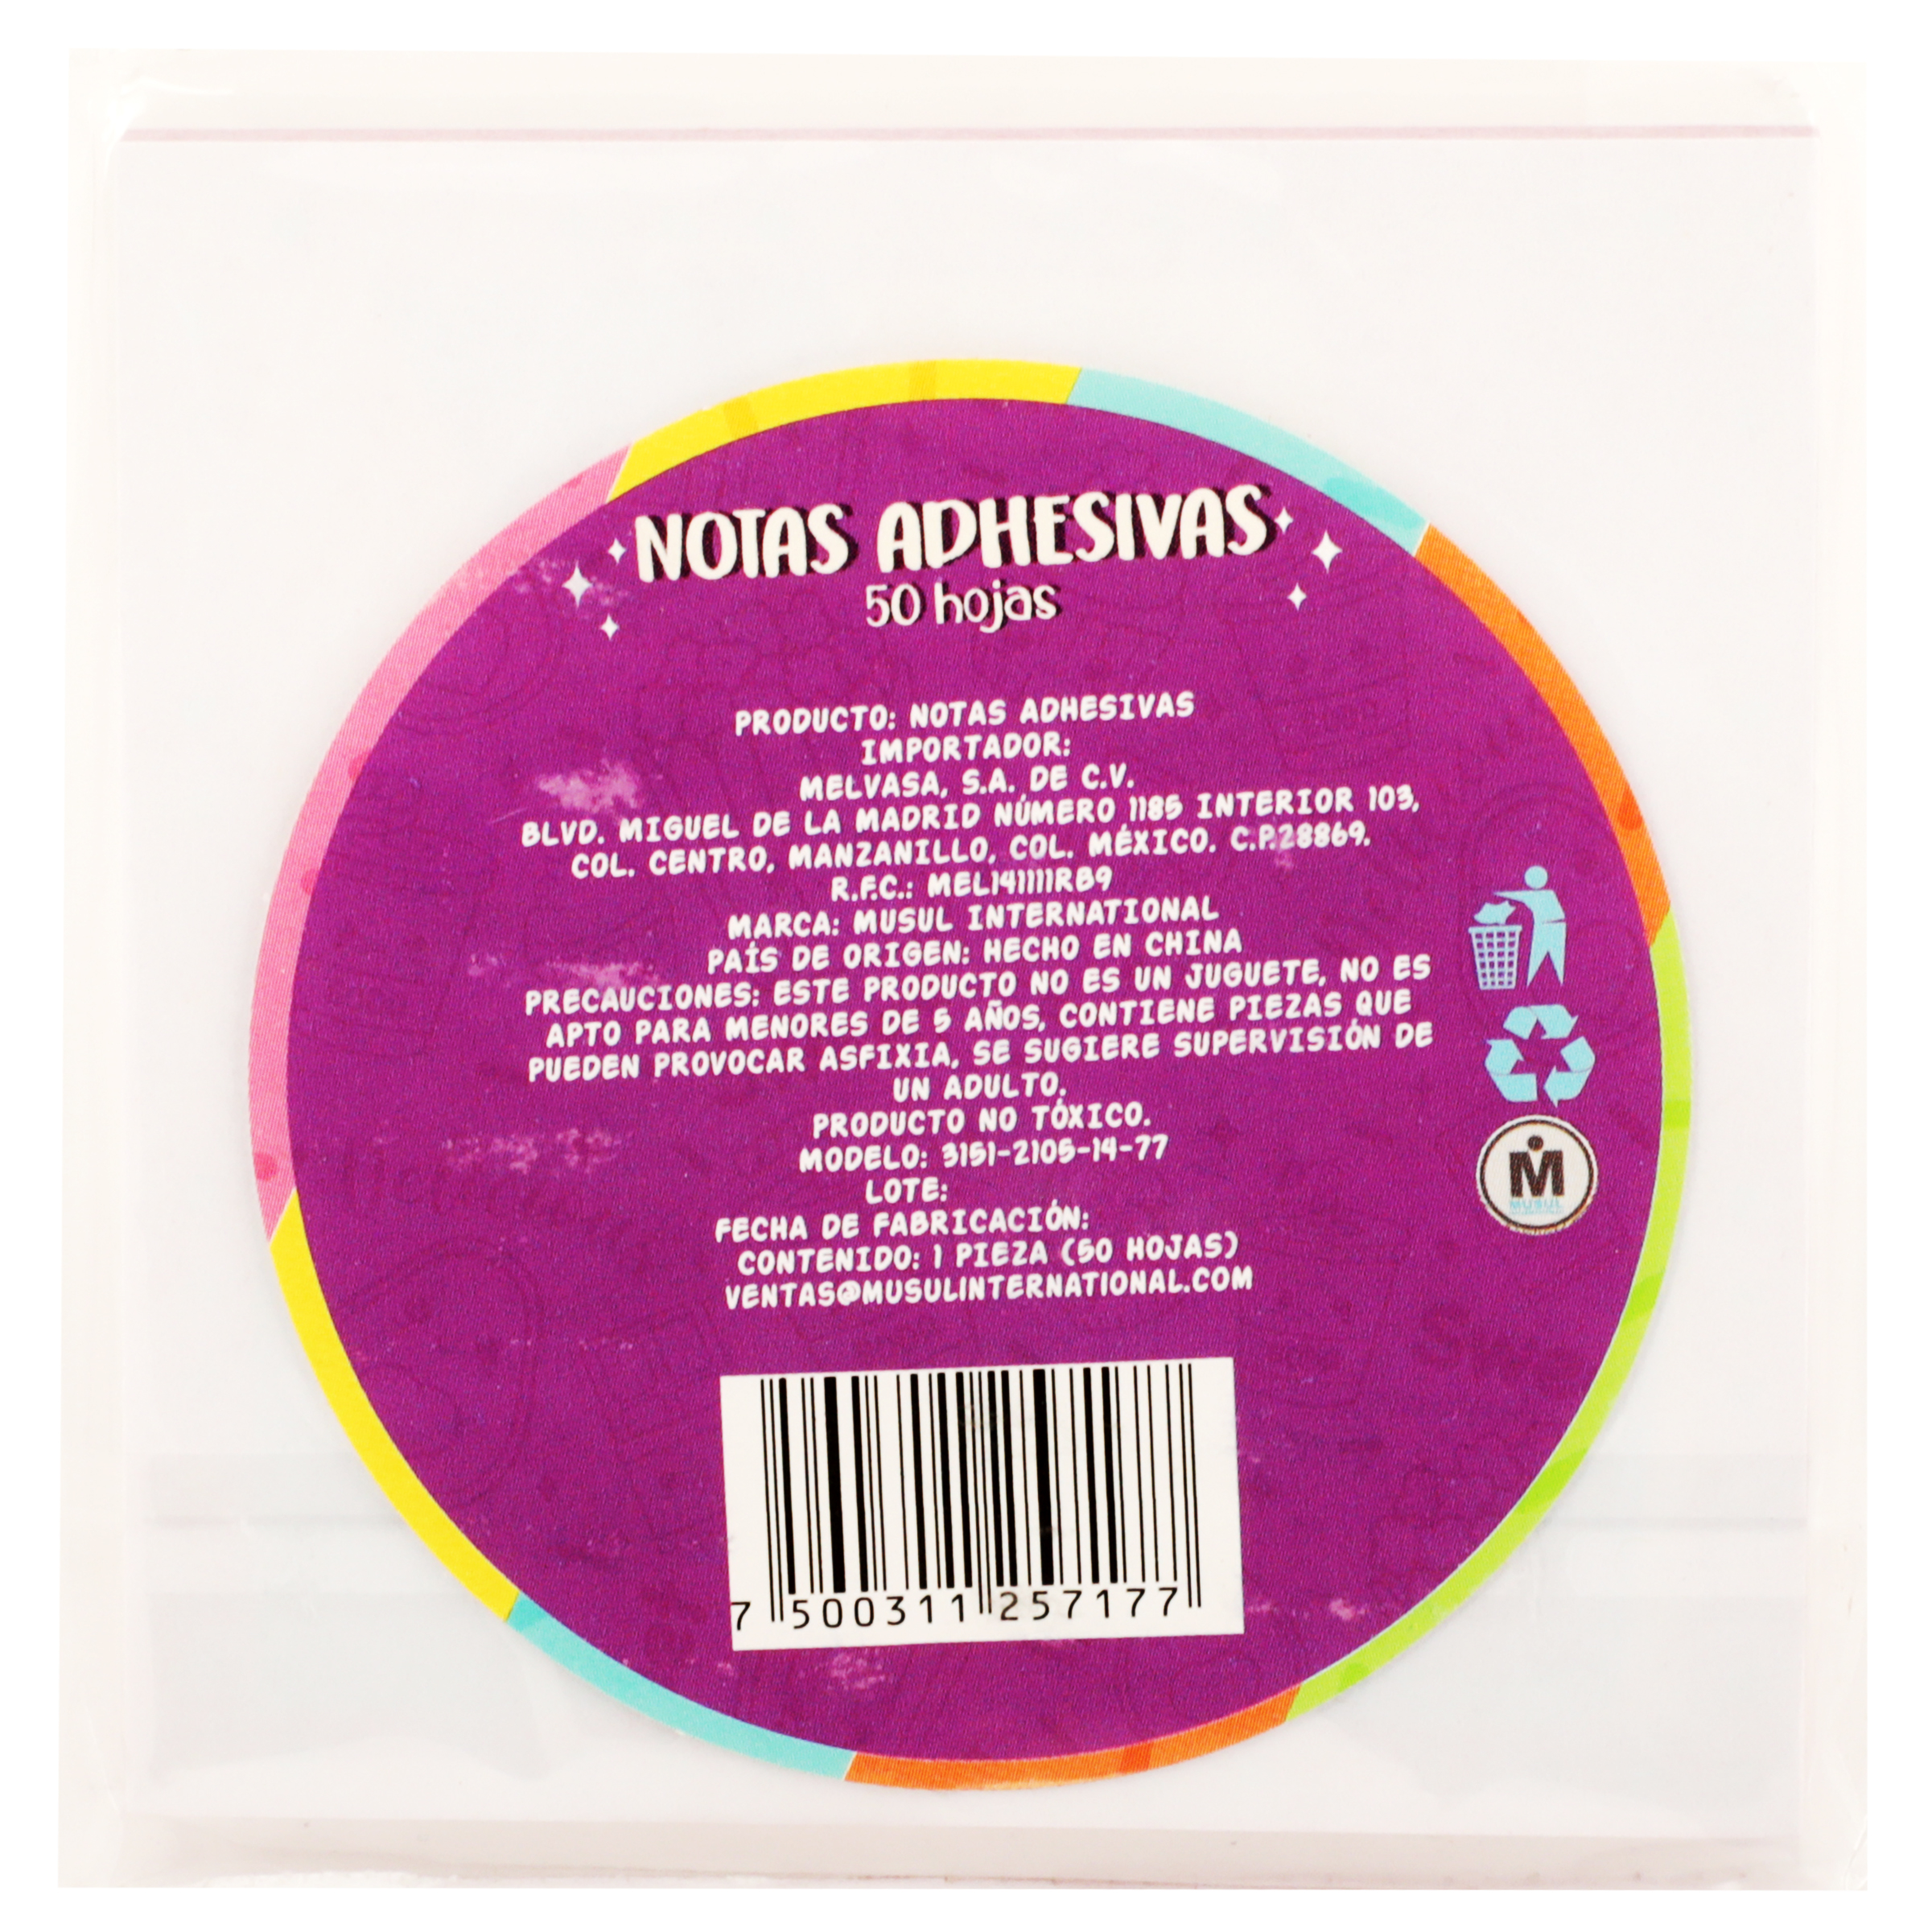 NOTAS ADHESIVAS
50 hojas
PRODUCTO: NOTAS ADHESIVAS
IMPORTADOR:
MELVASA, S.A. DE C.V.
BLVD. MIGUEL DE LA MADRID NÚMERO 1185 INTERIOR 103,
COL. CENTRO, MANZANILLO, COL. MÉXICO. C.P.28869.
R.F.C.: MEL141111RB9
MARCA: MUSUL INTERNATIONAL
PAÍS DE ORIGEN: HECHO EN CHINA
PRECAUCIONES: ESTE PRODUCTO NO ES UN JUGUETE, NO ES
APTO PARA MENORES DE 5 AÑOS, CONTIENE PIEZAS QUE
PUEDEN PROVOCAR ASFIXIA, SE SUGIERE SUPERVISIÓN DE
UN ADULTO.
PRODUCTO NO TÓXICO.
MODELO: 3151-2105-14-77
LOTE:
FECHA DE FABRICACIÓN:
CONTENIDO: 1 PIEZA (50 HOJAS)
VENTAS@MUSULINTERNATIONAL.COM
M
MUSUL
7 500311 257177